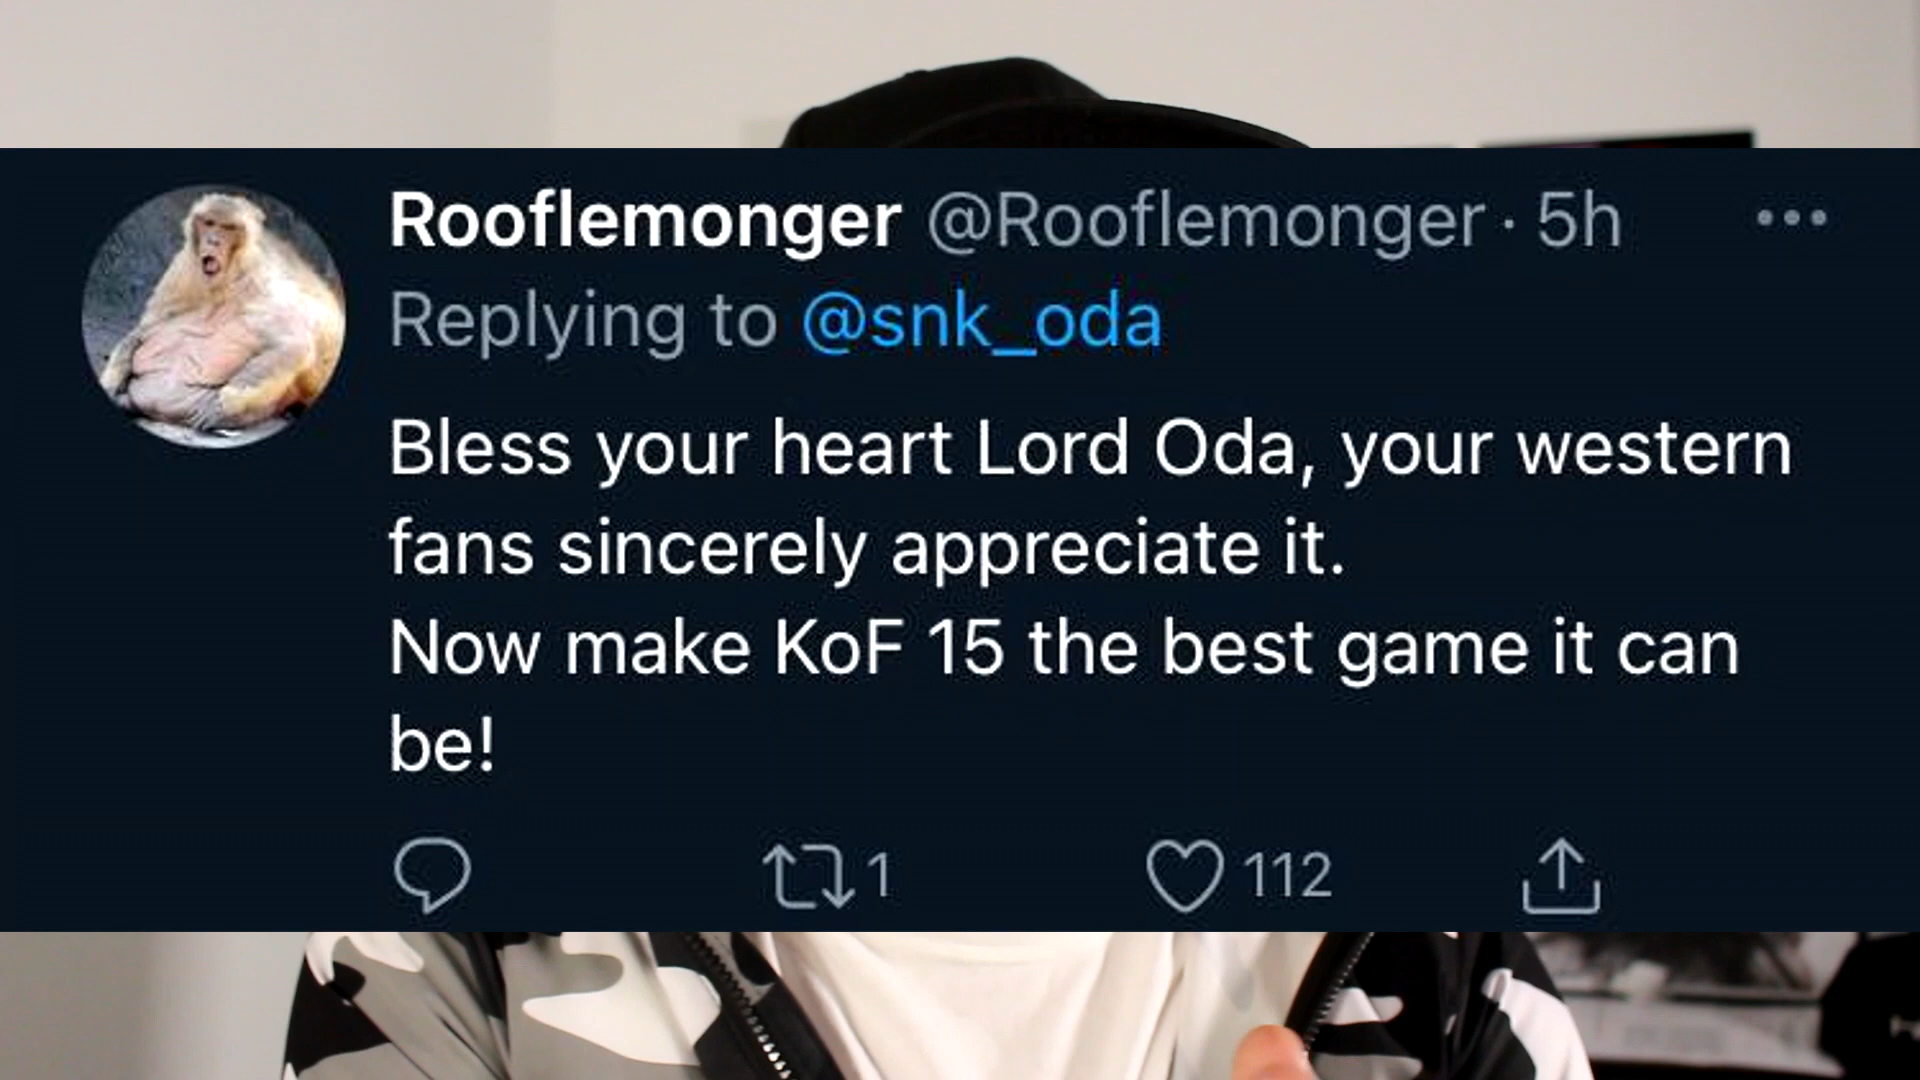 Rooflemonger @Rooflemonger · 5h
Replying to @snk_oda
Bless your heart Lord Oda, your western
fans sincerely appreciate it.
Now make KoF 15 the best game it can
be!
1 112